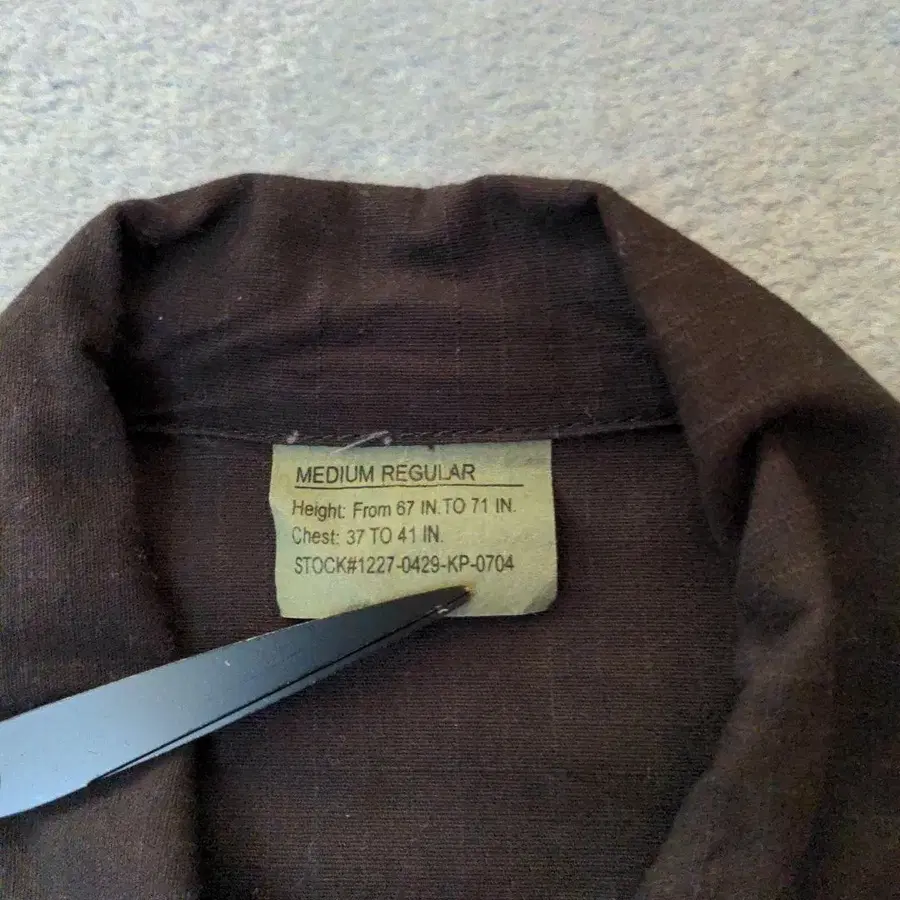 MEDIUM REGULAR
Height: From 67 IN.TO 71 IN.
Chest: 37 TO 41 IN.
STOCK#1227-0429-KP-0704